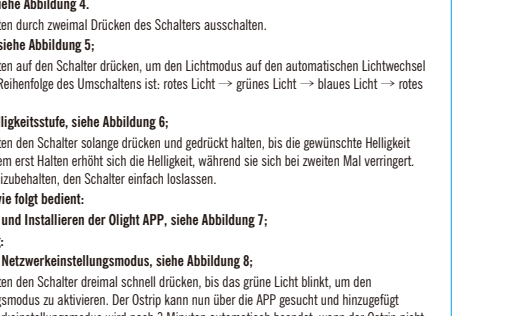 siehe Abbildung 4.
ten durch zweimal Drücken des Schalters ausschalten.
siehe Abbildung 5;
ten auf den Schalter drücken, um den Lichtmodus auf den automatischen Lichtwechsel
Reihenfolge des Umschaltens ist: rotes Licht → grünes Licht → blaues Licht → rotes
lligkeitsstufe, siehe Abbildung 6;
ten den Schalter solange drücken und gedrückt halten, bis die gewünschte Helligkeit
em erst Halten erhöht sich die Helligkeit, während sie sich bei zweiten Mal verringert.
izubehalten, den Schalter einfach loslassen.
wie folgt bedient:
und Installieren der Olight APP, siehe Abbildung 7;
g:
Netzwerkeinstellungsmodus, siehe Abbildung 8;
ten den Schalter dreimal schnell drücken, bis das grüne Licht blinkt, um den
gsmodus zu aktivieren. Der Ostrip kann nun über die APP gesucht und hinzugefügt